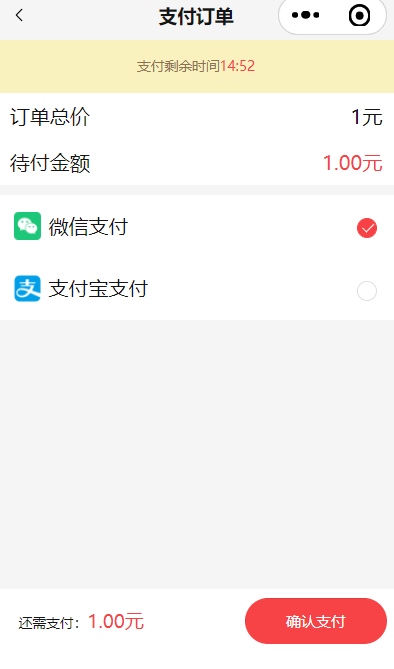 支付订单
支付剩余时间14:52
订单总价 1元
待付金额 1.00元
微信支付
支付宝支付
还需支付：1.00元 确认支付